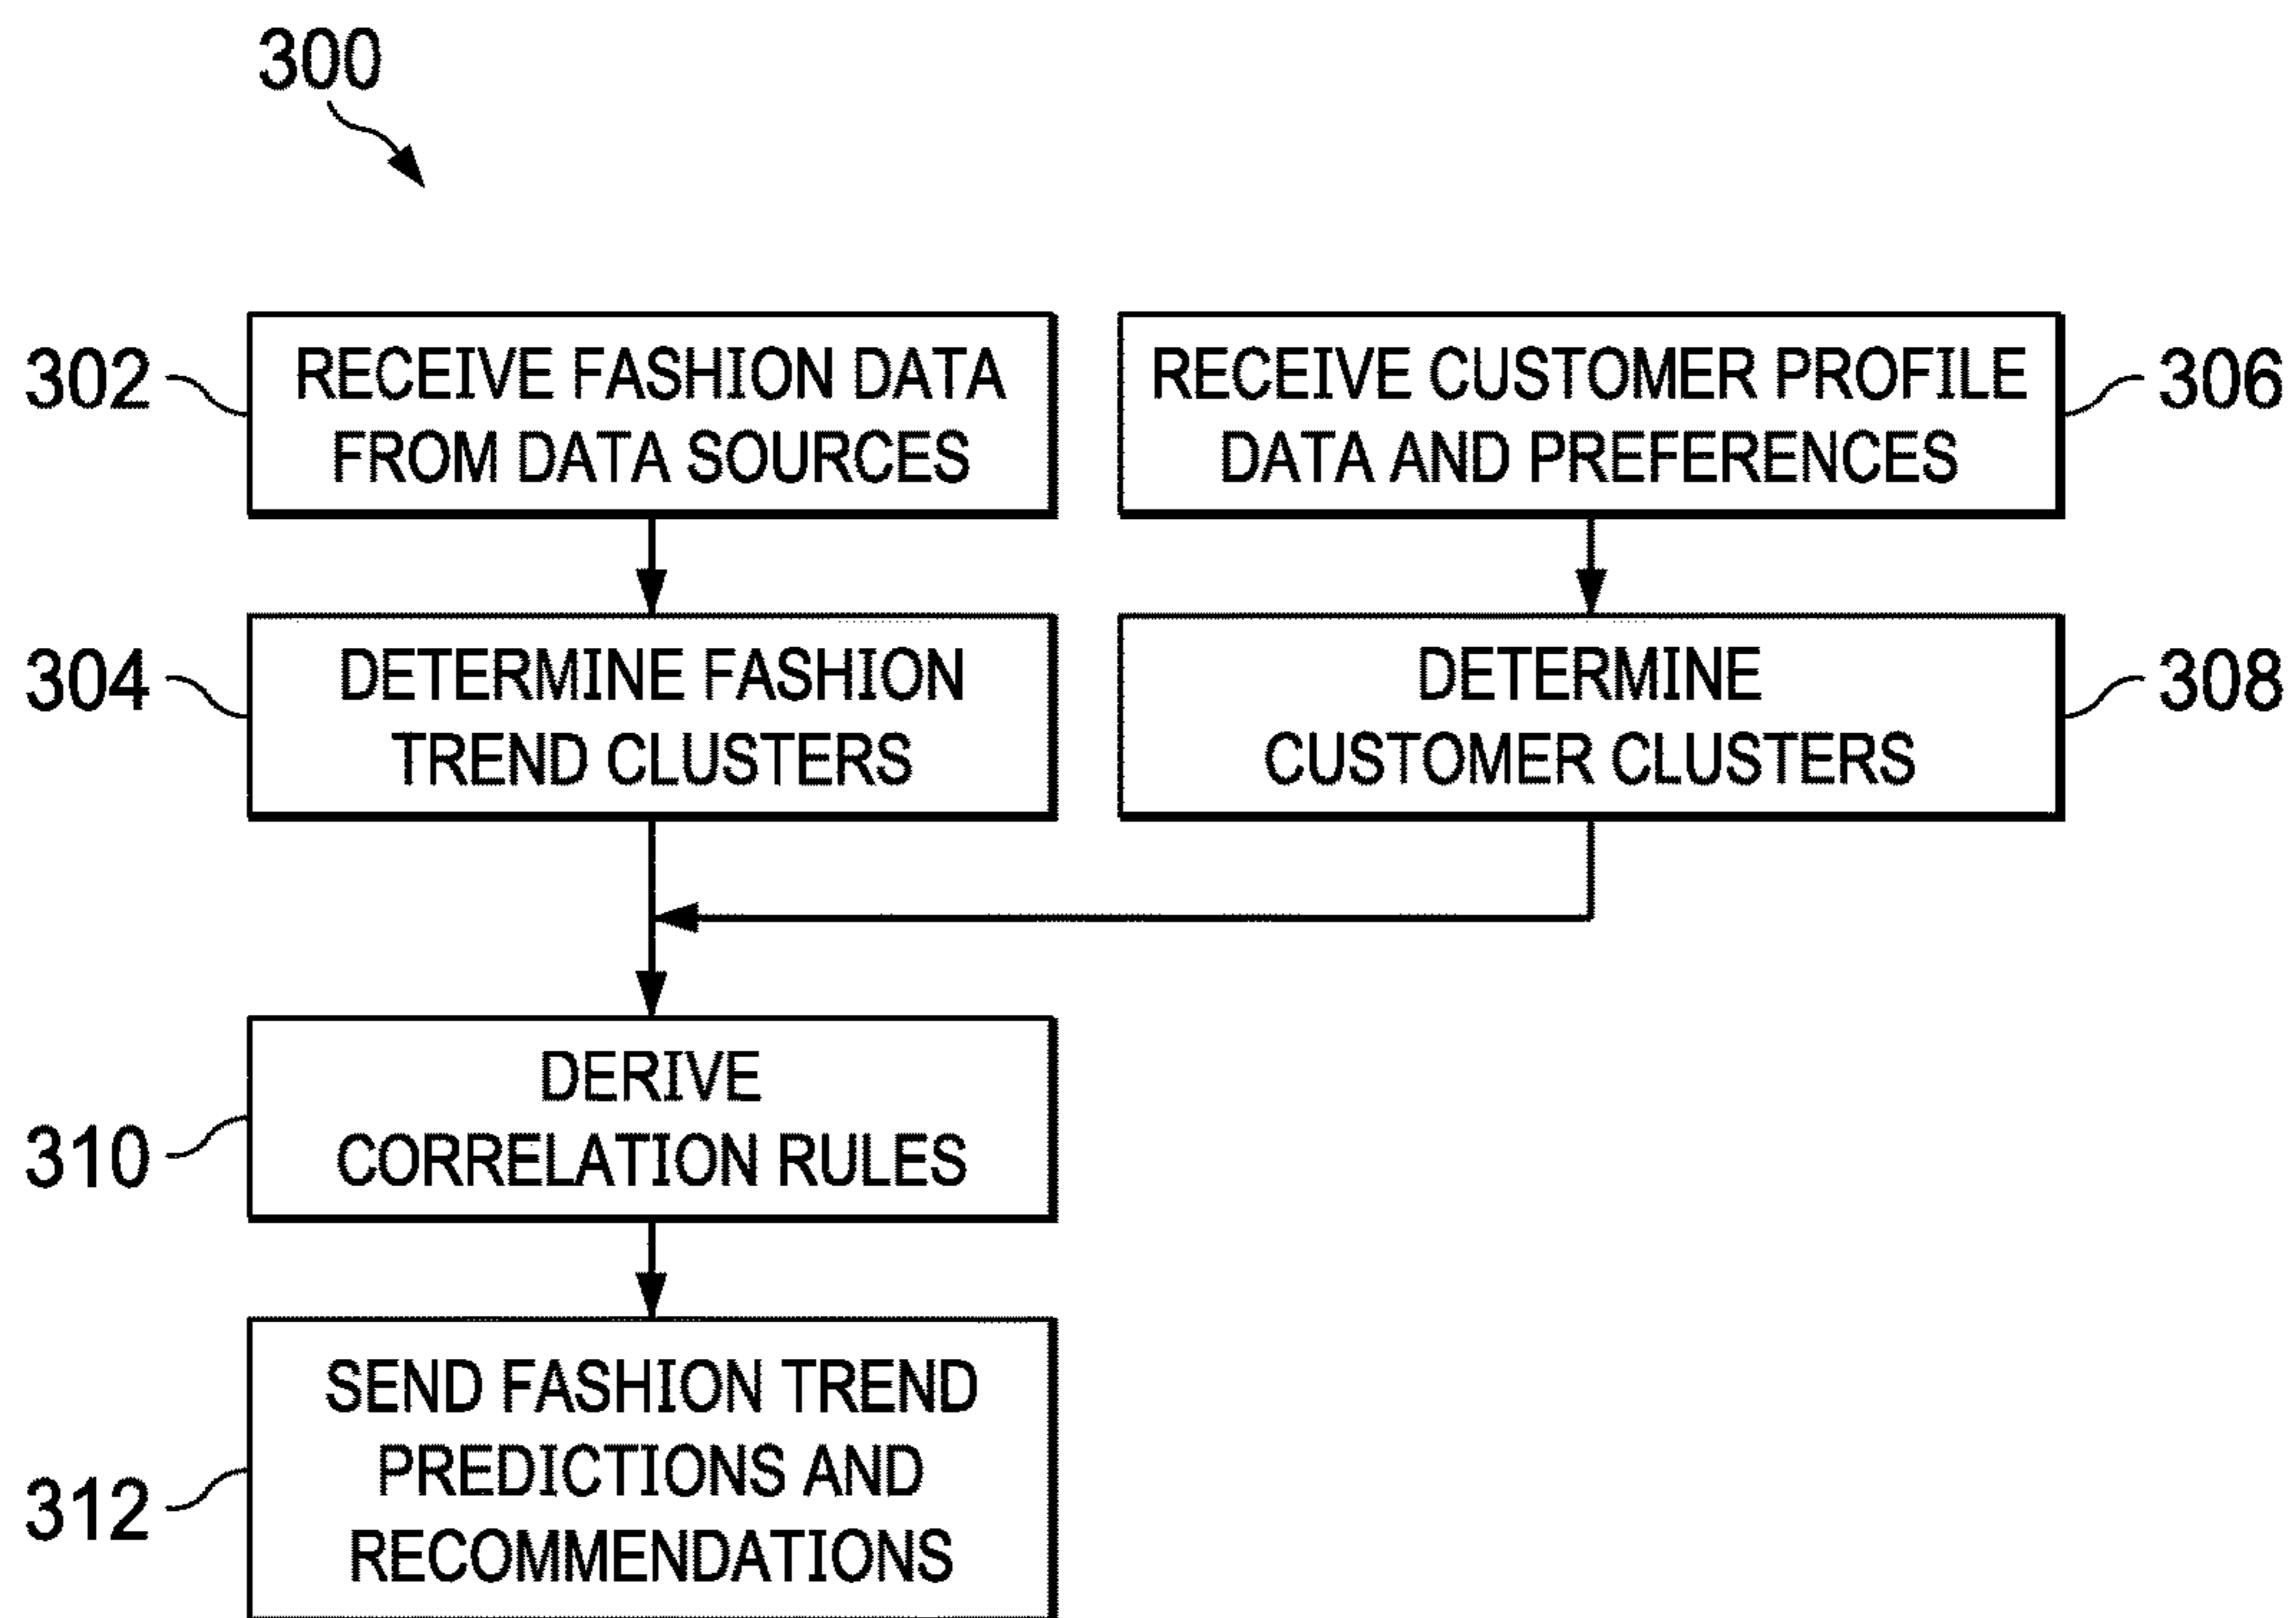 300
302
RECEIVE FASHION DATA
FROM DATA SOURCES
RECEIVE CUSTOMER PROFILE
DATA AND PREFERENCES
306
304
DETERMINE FASHION
TREND CLUSTERS
DETERMINE
CUSTOMER CLUSTERS
308
310
DERIVE
CORRELATION RULES
312
SEND FASHION TREND
PREDICTIONS AND
RECOMMENDATIONS